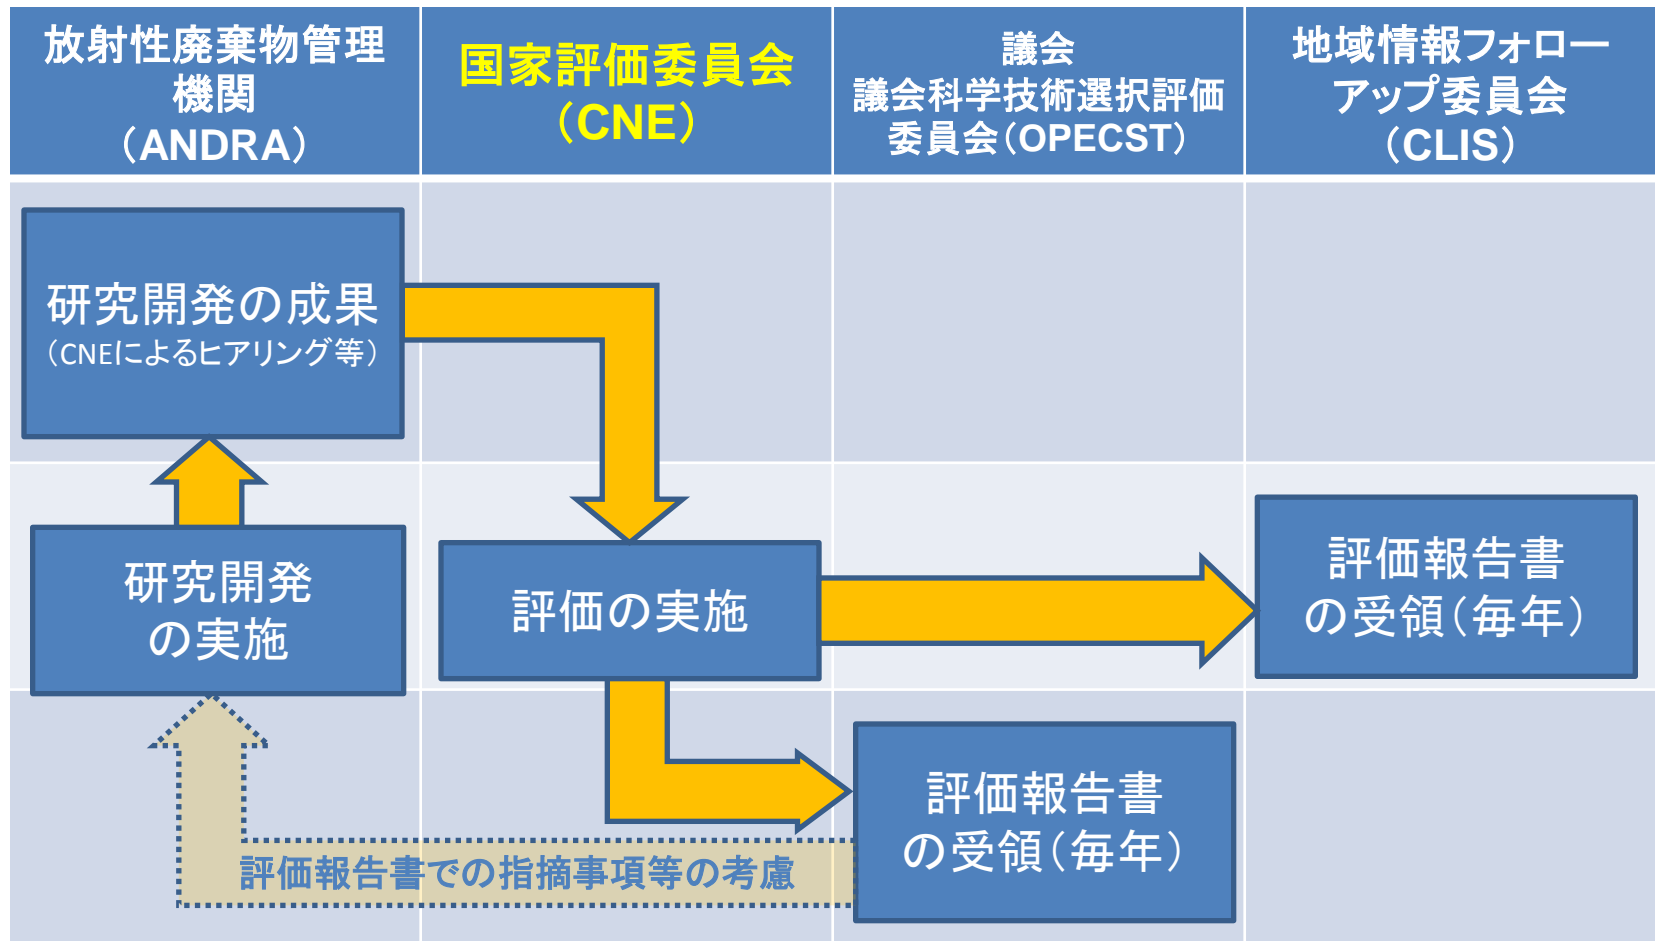 放射性廃棄物管理
機関
（ANDRA）
国家評価委員会
（CNE）
議会
議会科学技術選択評価
委員会（OPECST）
地域情報フォロー
アップ委員会
（CLIS）
研究開発の成果
（CNEによるヒアリング等）
研究開発
の実施
評価の実施
評価報告書
の受領（毎年）
評価報告書
の受領（毎年）
評価報告書での指摘事項等の考慮